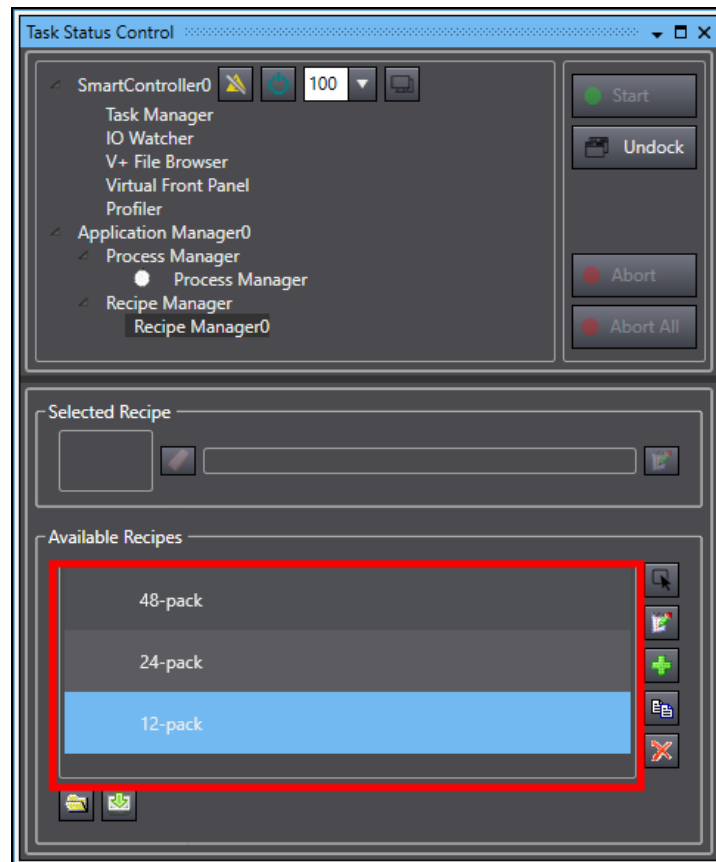 Task Status Control
SmartController0 100
Task Manager
IO Watcher
V+ File Browser
Virtual Front Panel
Profiler
Application Manager0
Process Manager
Process Manager
Recipe Manager
Recipe Manager0
Start
Undock
Abort
Abort All
Selected Recipe
Available Recipes
48-pack
24-pack
12-pack